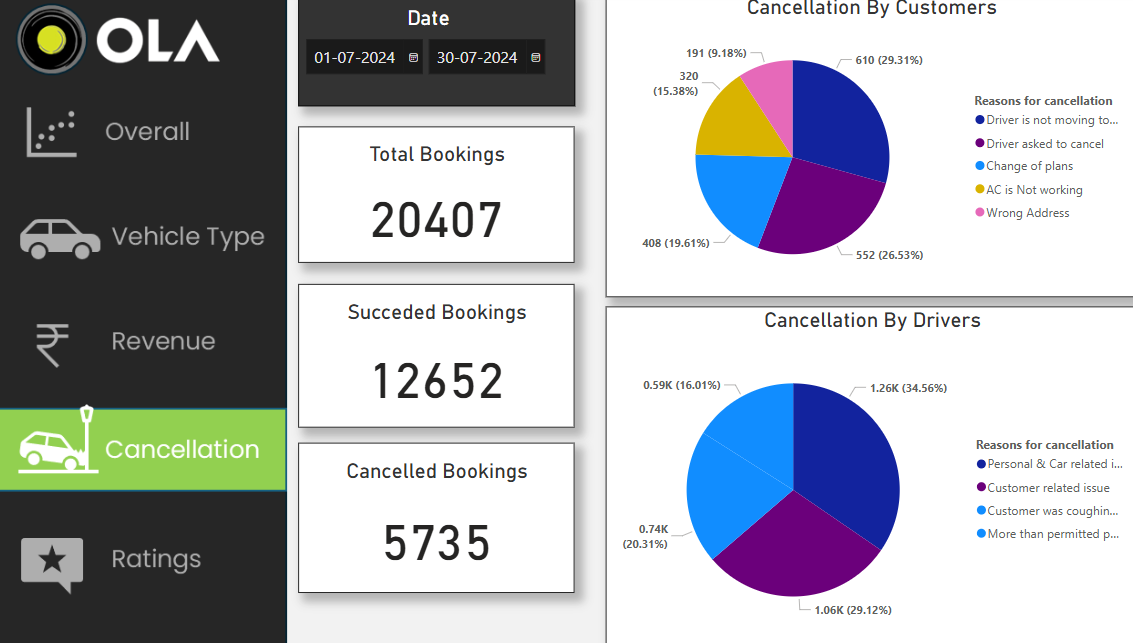 OLA
Overall
Vehicle Type
Revenue
Cancellation
Ratings
Date
01-07-2024
30-07-2024
Total Bookings
20407
Succeded Bookings
12652
Cancelled Bookings
5735
Cancellation By Customers
191 (9.18%)
610 (29.31%)
320
(15.38%)
408 (19.61%)
552 (26.53%)
Reasons for cancellation
Driver is not moving to...
Driver asked to cancel
Change of plans
AC is Not working
Wrong Address
Cancellation By Drivers
0.59K (16.01%)
1.26K (34.56%)
0.74K
(20.31%)
1.06K (29.12%)
Reasons for cancellation
Personal & Car related i...
Customer related issue
Customer was coughin...
More than permitted p...